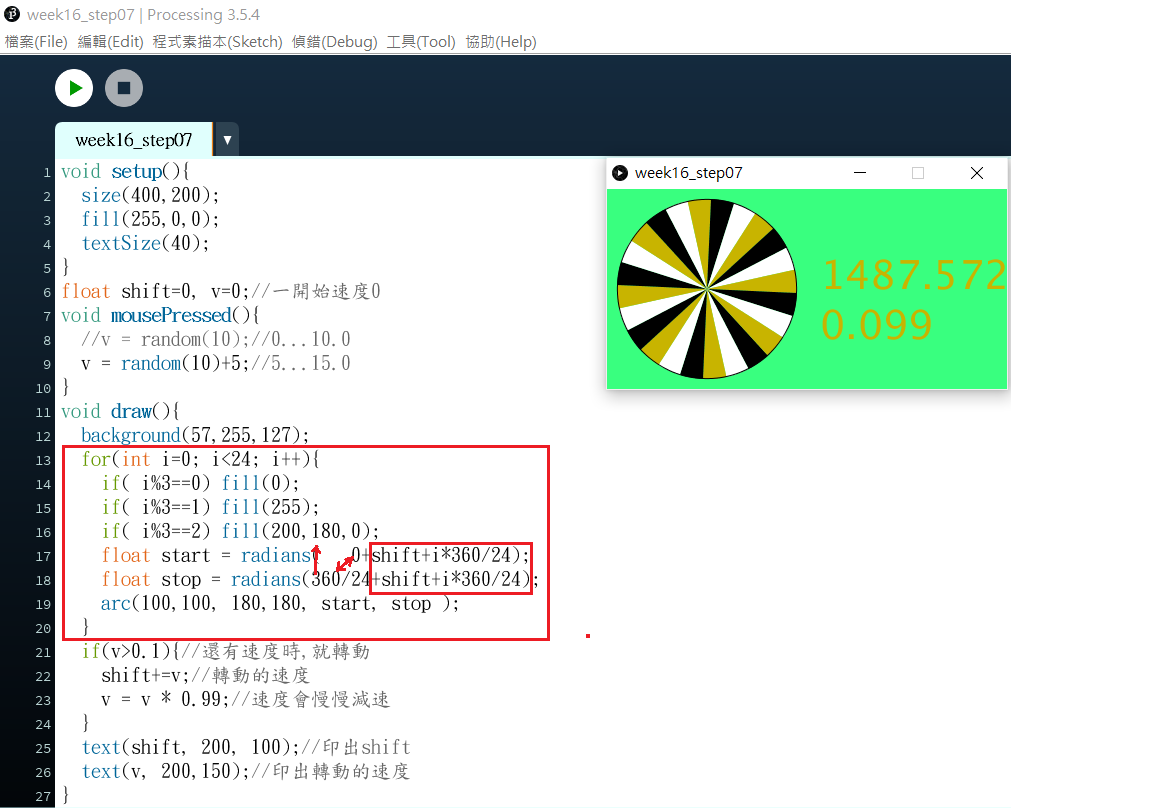 week16_step07 | Processing 3.5.4
檔案(File) 編輯(Edit) 程式素描本(Sketch) 偵錯(Debug) 工具(Tool) 協助(Help)
week16_step07
1 void setup(){
2 size(400,200);
3 fill(255,0,0);
4 textSize(40);
5 }
6 float shift=0, v=0;//一開始速度0
7 void mousePressed(){
8 //v = random(10);//0...10.0
9 v = random(10)+5;//5...15.0
10 }
11 void draw(){
12 background(57,255,127);
13 for(int i=0; i<24; i++){
14 if( i%3==0) fill(0);
15 if( i%3==1) fill(255);
16 if( i%3==2) fill(200,180,0);
17 float start = radians(   0+shift+i*360/24);
18 float stop = radians(360/24+shift+i*360/24);
19 arc(100,100, 180,180, start, stop );
20 }
21 if(v>0.1){//還有速度時,就轉動
22 shift+=v;//轉動的速度
23 v = v * 0.99;//速度會慢慢減速
24 }
25 text(shift, 200, 100);//印出shift
26 text(v, 200,150);//印出轉動的速度
27 }
week16_step07
1487.572
0.099